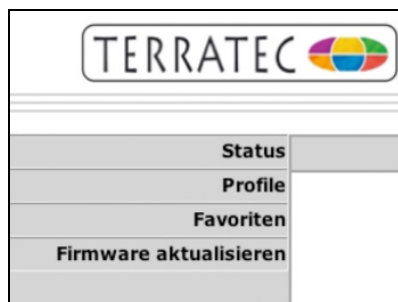 TERRATEC
Status
Profile
Favoriten
Firmware aktualisieren